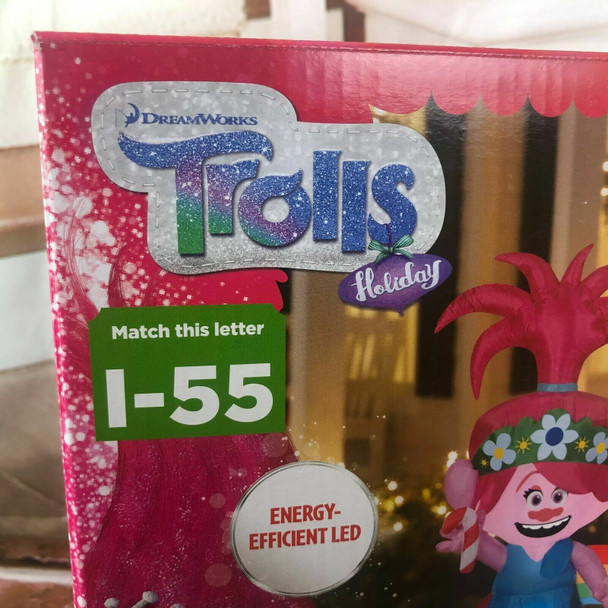 DREAMWORKS
Trolls
Holiday
Match this letter
I-55
ENERGY-
EFFICIENT LED